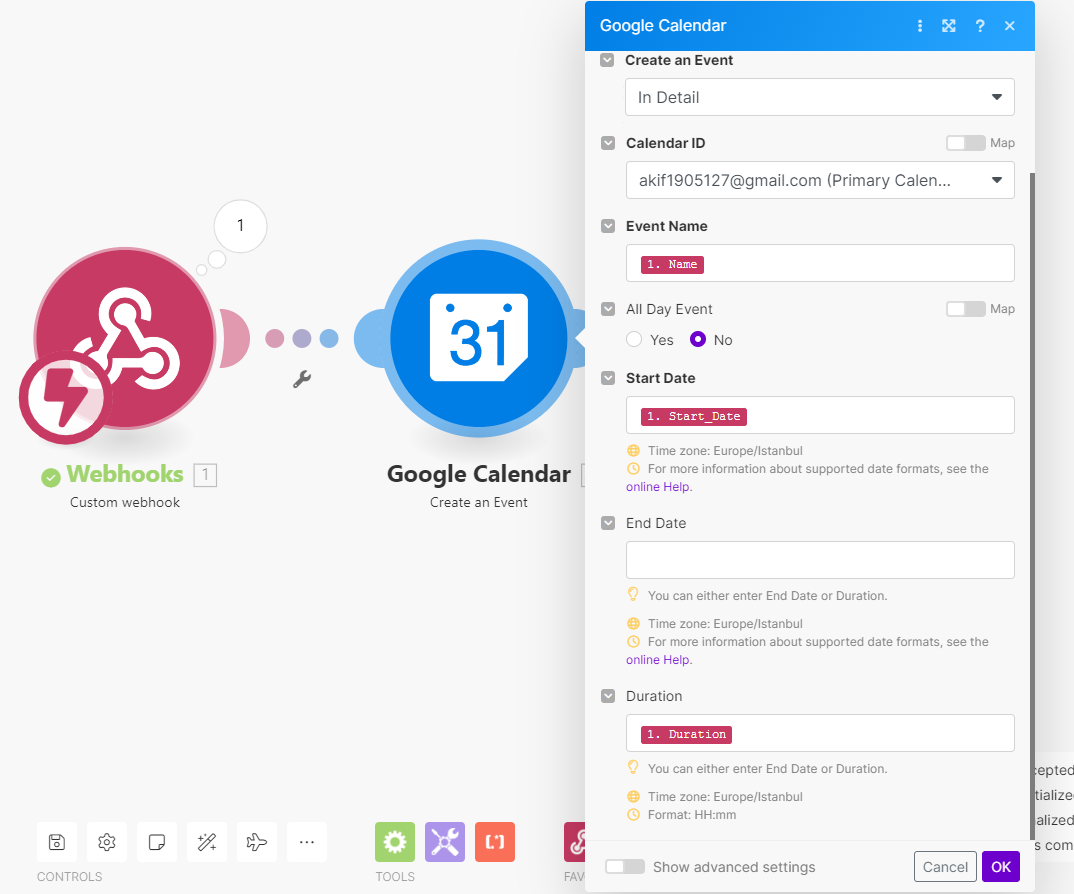 Google Calendar
?
Create an Event
In Detail
Calendar ID
Map
akif1905127@gmail.com (Primary Calen...
Event Name
1. Name
All Day Event
Map
Yes
No
Start Date
1. Start_Date
Time zone: Europe/Istanbul
For more information about supported date formats, see the
online Help.
End Date
You can either enter End Date or Duration.
Time zone: Europe/Istanbul
For more information about supported date formats, see the
online Help.
Duration
1. Duration
You can either enter End Date or Duration.
Time zone: Europe/Istanbul
Format: HH:mm
Show advanced settings
Cancel
OK
1
31
Webhooks
1
Custom webhook
Google Calendar
Create an Event
CONTROLS
TOOLS